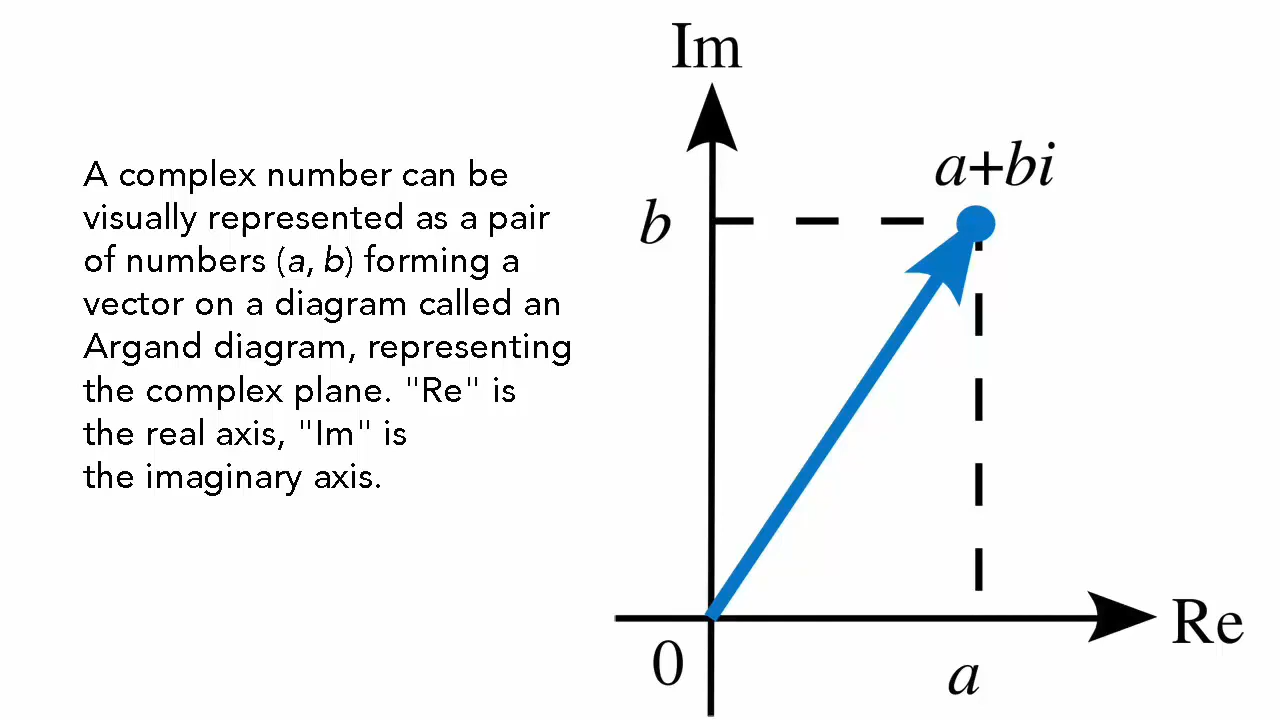 A complex number can be
visually represented as a pair
of numbers (a, b) forming a
vector on a diagram called an
Argand diagram, representing
the complex plane. "Re" is
the real axis, "Im" is
the imaginary axis.
Im
a+bi
b
Re
0
a